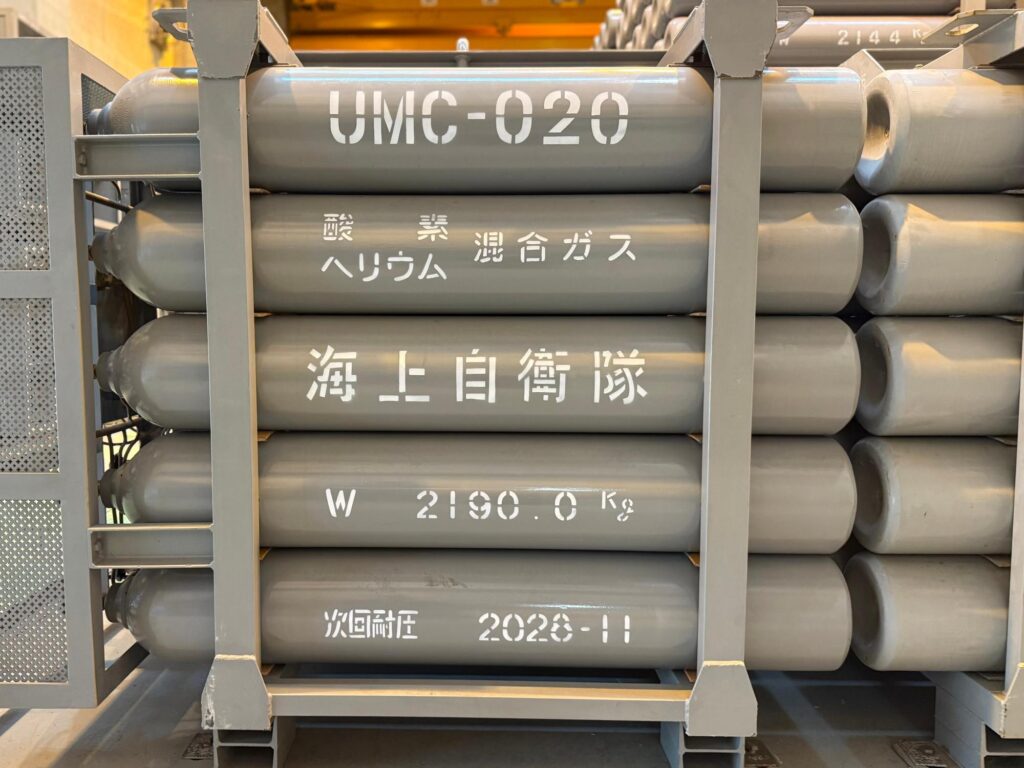 2144 Kg
UMC-020
酸素
ヘリウム 混合ガス
海上自衛隊
W 2190.0 Kg
次回耐圧 2028-11